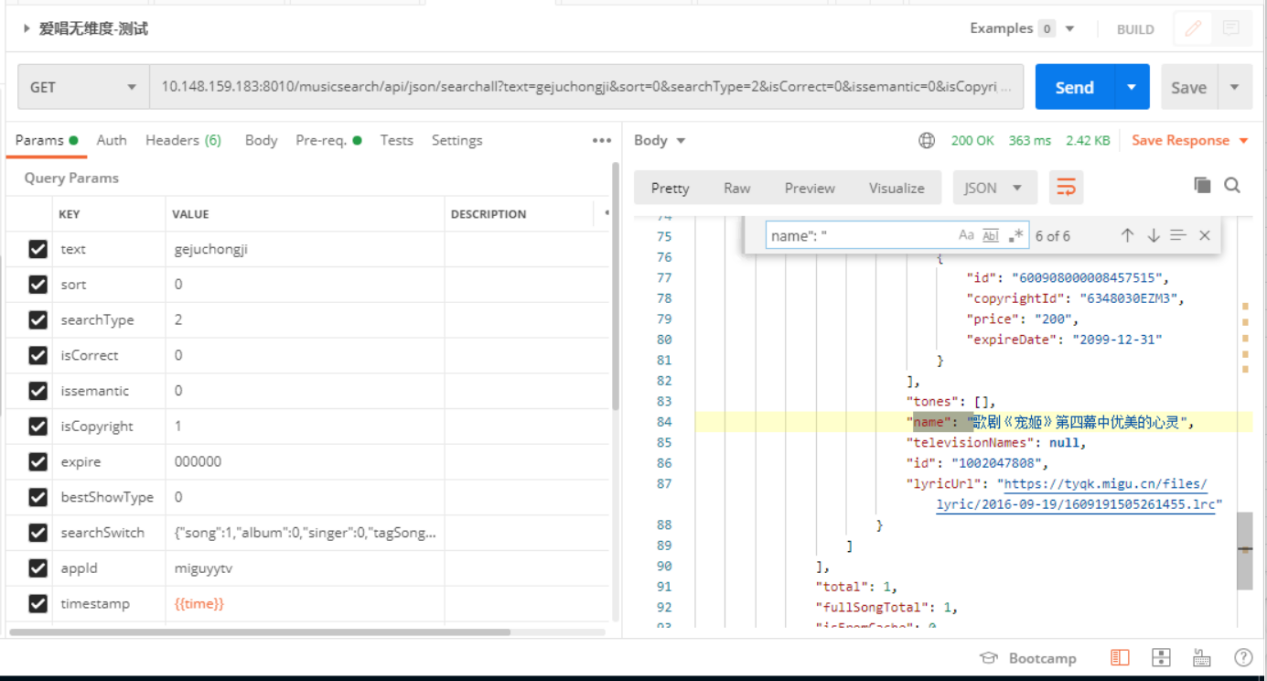 爱唱无维度-测试
Examples 0
BUILD
GET
10.148.159.183:8010/musicsearch/api/json/searchall?text=gejuchongji&sort=0&searchType=2&isCorrect=0&issemantic=0&isCopyri...
Send
Save
Params Auth Headers (6) Body Pre-req. Tests Settings
Body
200 OK 363 ms 2.42 KB Save Response
Query Params
Pretty Raw Preview Visualize JSON
KEY VALUE DESCRIPTION
text gejuchongji
sort 0
searchType 2
isCorrect 0
issemantic 0
isCopyright 1
expire 000000
bestShowType 0
searchSwitch {"song":1,"album":0,"singer":0,"tagSong...
appId miguyytv
timestamp {{time}}
name": "
Aa Abl .* 6 of 6
74
75
76 {
77 "id": "600908000008457515",
78 "copyrightId": "6348030EZM3",
79 "price": "200",
80 "expireDate": "2099-12-31"
81 }
82 ],
83 "tones": [],
84 "name": "歌剧《宠姬》第四幕中优美的心灵",
85 "televisionNames": null,
86 "id": "1002047808",
87 "lyricUrl": "https://tyqk.migu.cn/files/
lyric/2016-09-19/1609191505261455.lrc"
88 }
89 ]
90 ],
91 "total": 1,
92 "fullSongTotal": 1,
93 "isFromCache": 0
Bootcamp